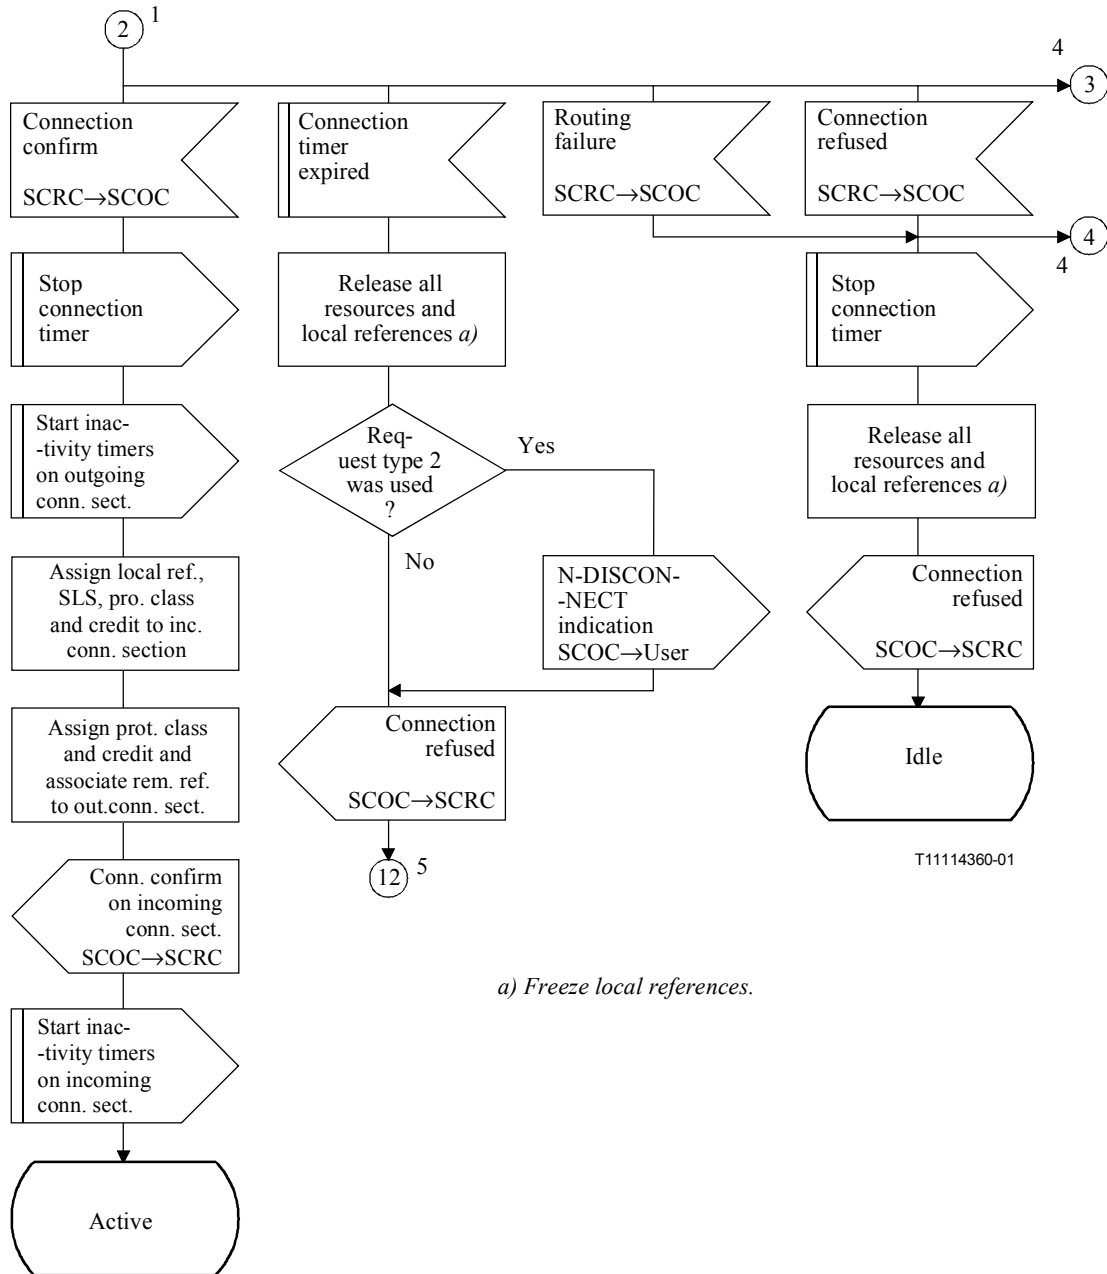 2
1
4
3
Connection
confirm
SCRC→SCOC
Connection
timer
expired
Routing
failure
SCRC→SCOC
Connection
refused
SCRC→SCOC
4
4
Stop
connection
timer
Release all
resources and
local references a)
Stop
connection
timer
Start inac-
-tivity timers
on outgoing
conn. sect.
Req-
uest type 2
was used
?
Yes
No
Release all
resources and
local references a)
Assign local ref.,
SLS, pro. class
and credit to inc.
conn. section
N-DISCON-
-NECT
indication
SCOC→User
Connection
refused
SCOC→SCRC
Assign prot. class
and credit and
associate rem. ref.
to out.conn. sect.
Connection
refused
SCOC→SCRC
Idle
T11114360-01
12
5
Conn. confirm
on incoming
conn. sect.
SCOC→SCRC
a) Freeze local references.
Start inac-
-tivity timers
on incoming
conn. sect.
Active